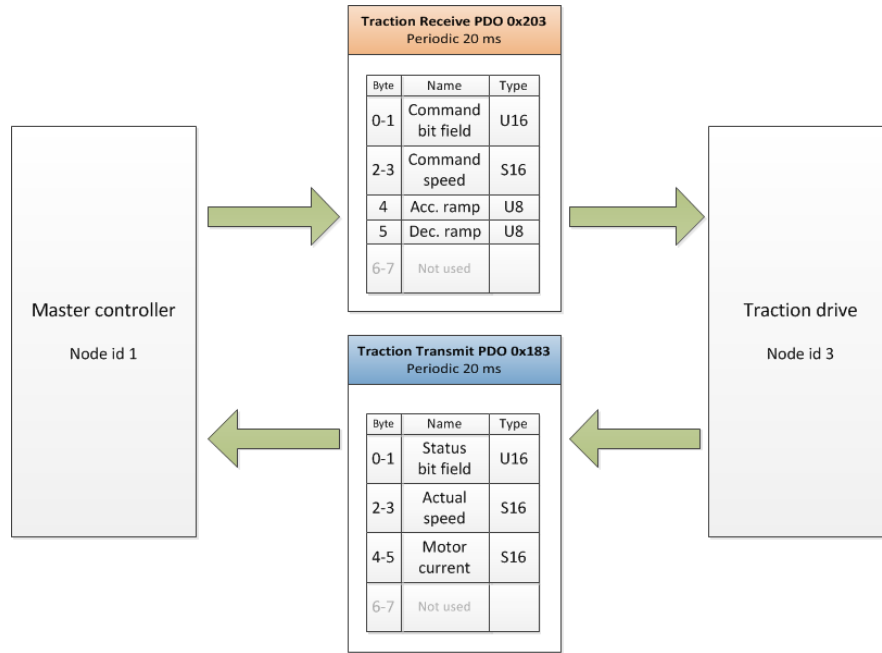 Traction Receive PDO 0x203
Periodic 20 ms
Byte Name Type
0-1 Command bit field U16
2-3 Command speed S16
4 Acc. ramp U8
5 Dec. ramp U8
6-7 Not used
Master controller
Node id 1
Traction drive
Node id 3
Traction Transmit PDO 0x183
Periodic 20 ms
Byte Name Type
0-1 Status bit field U16
2-3 Actual speed S16
4-5 Motor current S16
6-7 Not used